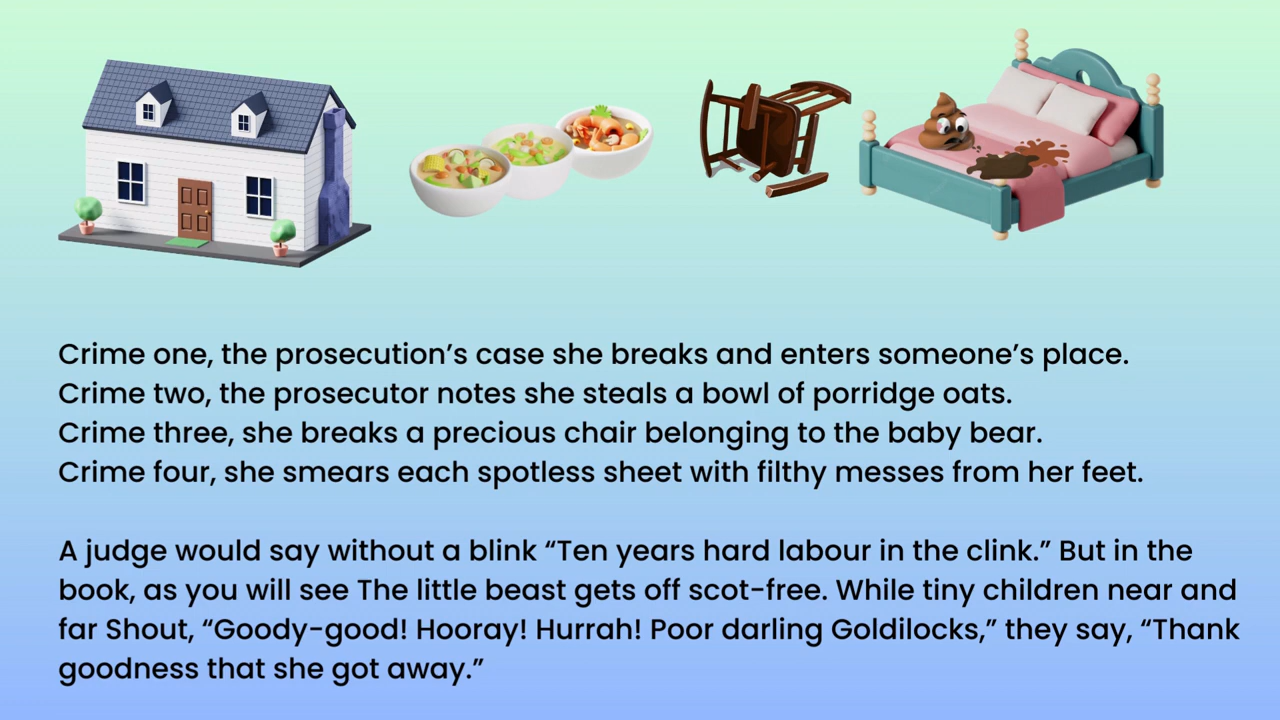 Crime one, the prosecution’s case she breaks and enters someone’s place.
Crime two, the prosecutor notes she steals a bowl of porridge oats.
Crime three, she breaks a precious chair belonging to the baby bear.
Crime four, she smears each spotless sheet with filthy messes from her feet.
A judge would say without a blink “Ten years hard labour in the clink.” But in the
book, as you will see The little beast gets off scot-free. While tiny children near and
far Shout, “Goody-good! Hooray! Hurrah! Poor darling Goldilocks,” they say, “Thank
goodness that she got away.”